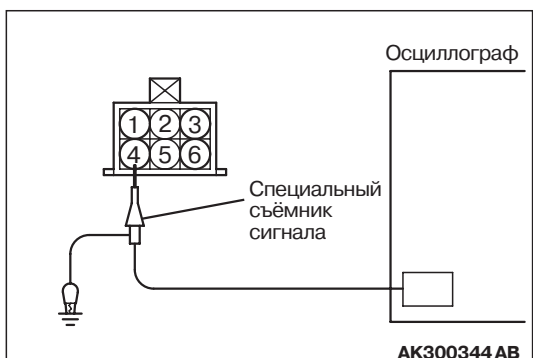 Осциллограф
1 2 3
4 5 6
Специальный
съёмник
сигнала
AK300344AB